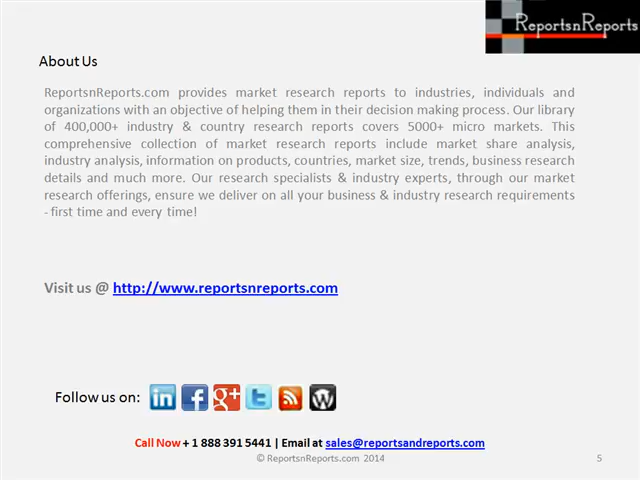 ReportsnReports
About Us
ReportsnReports.com provides market research reports to industries, individuals and
organizations with an objective of helping them in their decision making process. Our library
of 400,000+ industry & country research reports covers 5000+ micro markets. This
comprehensive collection of market research reports include market share analysis,
industry analysis, information on products, countries, market size, trends, business research
details and much more. Our research specialists & industry experts, through our market
research offerings, ensure we deliver on all your business & industry research requirements
- first time and every time!
Visit us @ http://www.reportsnreports.com
Follow us on: in f g+ t W
Call Now + 1 888 391 5441 | Email at sales@reportsandreports.com
© ReportsnReports.com 2014 5